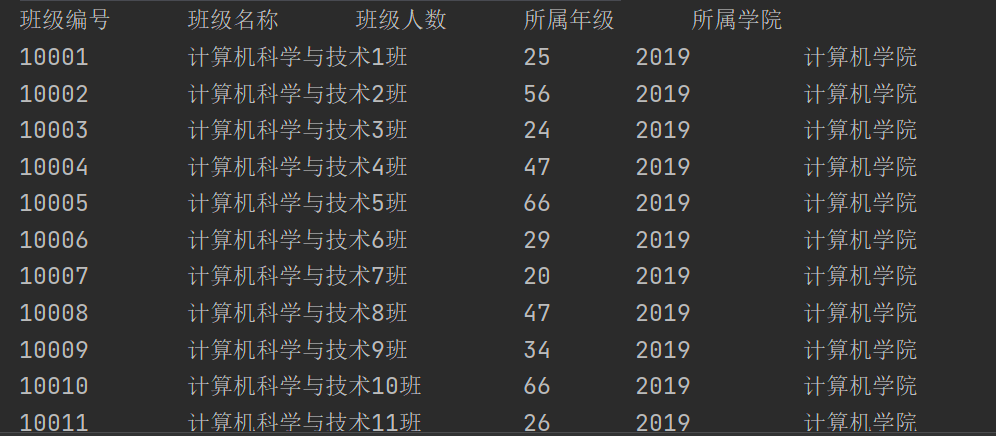 班级编号 班级名称 班级人数 所属年级 所属学院
10001 计算机科学与技术1班 25 2019 计算机学院
10002 计算机科学与技术2班 56 2019 计算机学院
10003 计算机科学与技术3班 24 2019 计算机学院
10004 计算机科学与技术4班 47 2019 计算机学院
10005 计算机科学与技术5班 66 2019 计算机学院
10006 计算机科学与技术6班 29 2019 计算机学院
10007 计算机科学与技术7班 20 2019 计算机学院
10008 计算机科学与技术8班 47 2019 计算机学院
10009 计算机科学与技术9班 34 2019 计算机学院
10010 计算机科学与技术10班 66 2019 计算机学院
10011 计算机科学与技术11班 26 2019 计算机学院